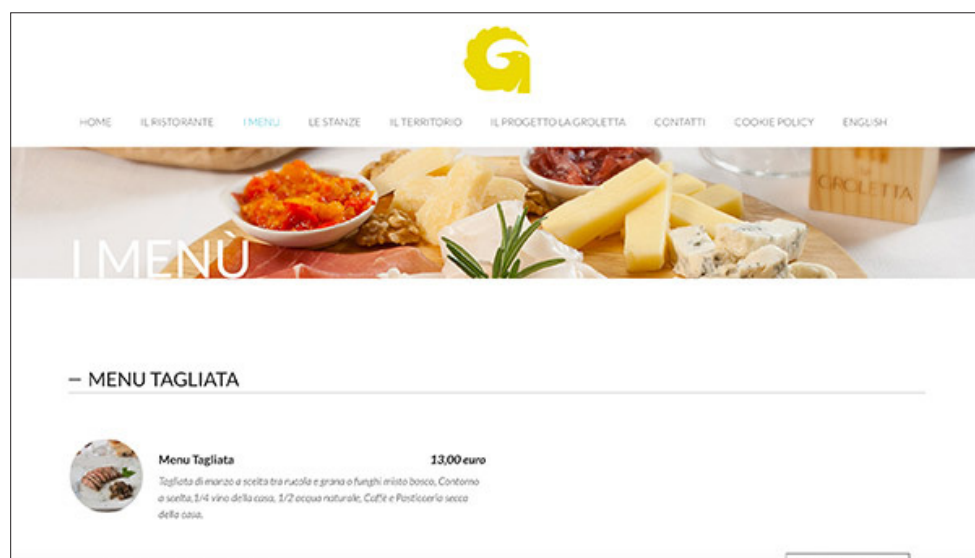 HOME IL RISTORANTE I MENU LE STANZE IL TERRITORIO IL PROGETTO LA GROLETTA CONTATTI COOKIE POLICY ENGLISH
GROLETTA
I MENÙ
— MENU TAGLIATA
Menu Tagliata 13,00 euro
Tagliata di manzo a scelta tra rucola e grana o funghi misto bosco, Contorno
a scelta,1/4 vino della casa, 1/2 acqua naturale, Caffè e Pasticceria secca
della casa.